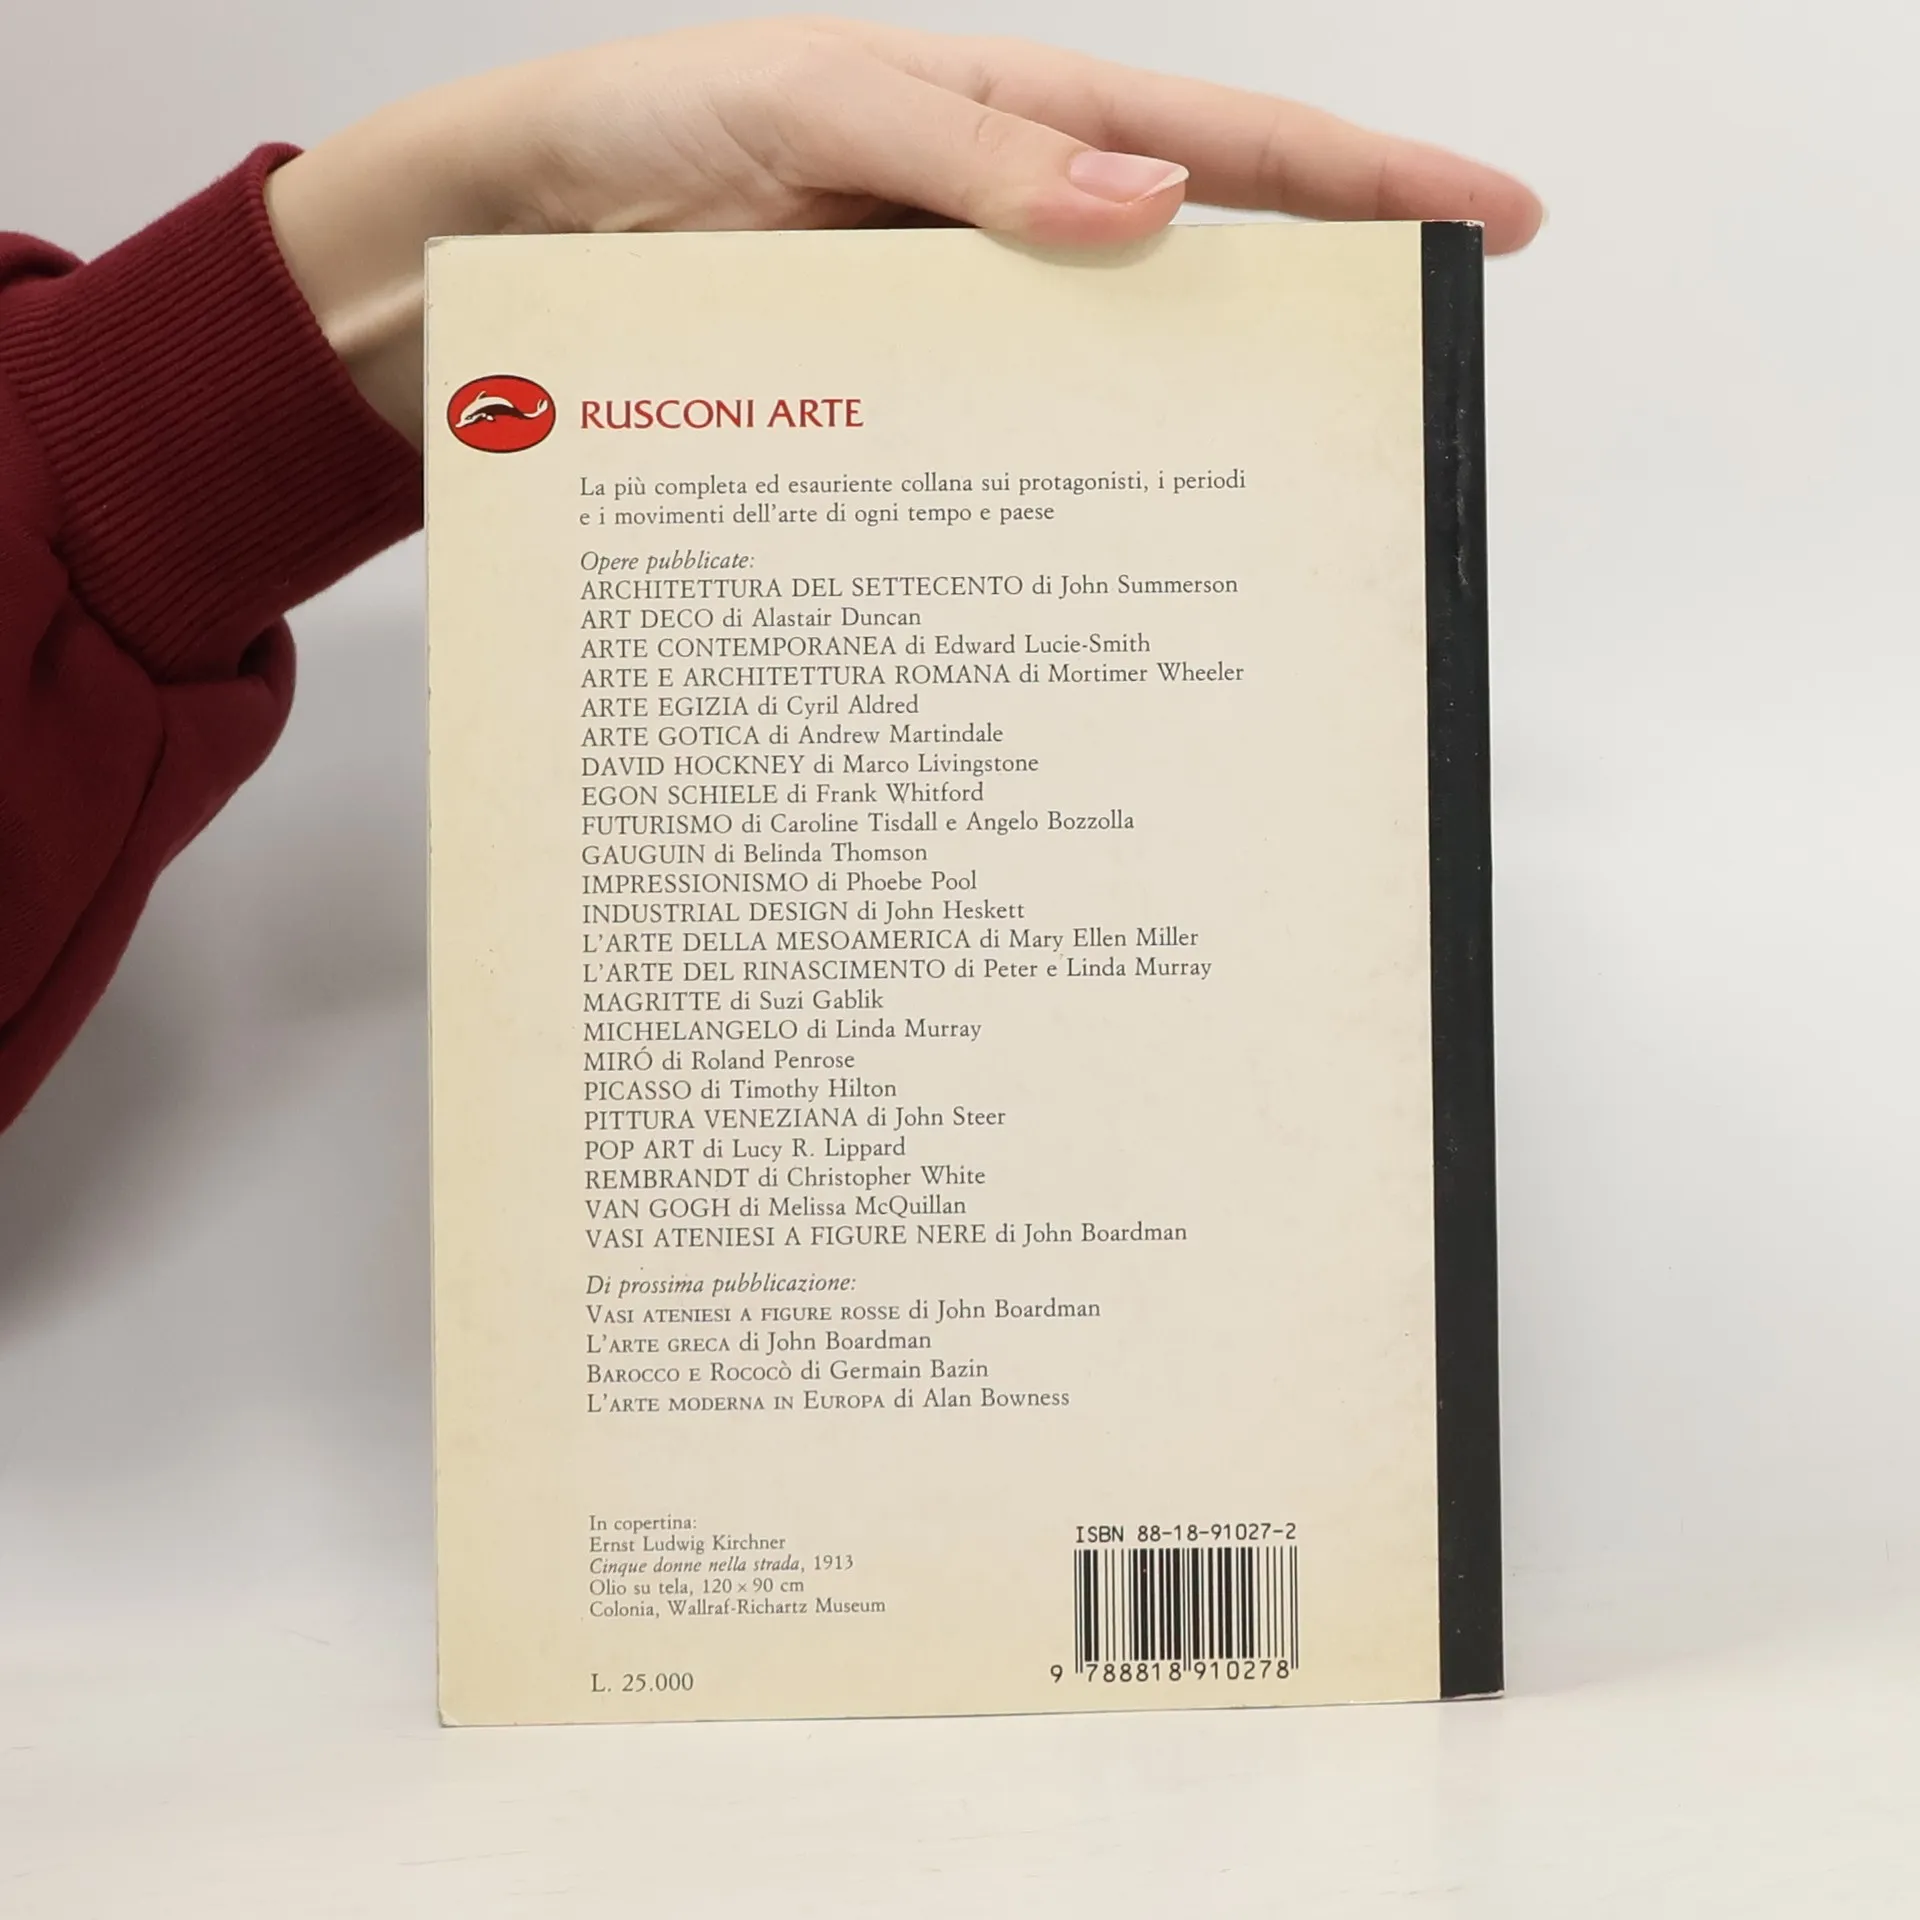 RUSCONI ARTE
La più completa ed esauriente collana sui protagonisti, i periodi
e i movimenti dell'arte di ogni tempo e paese
Opere pubblicate:
ARCHITETTURA DEL SETTECENTO di John Summerson
ART DECO di Alastair Duncan
ARTE CONTEMPORANEA di Edward Lucie-Smith
ARTE E ARCHITETTURA ROMANA di Mortimer Wheeler
ARTE EGIZIA di Cyril Aldred
ARTE GOTICA di Andrew Martindale
DAVID HOCKNEY di Marco Livingstone
EGON SCHIELE di Frank Whitford
FUTURISMO di Caroline Tisdall e Angelo Bozzolla
GAUGUIN di Belinda Thomson
IMPRESSIONISMO di Phoebe Pool
INDUSTRIAL DESIGN di John Heskett
L'ARTE DELLA MESOAMERICA di Mary Ellen Miller
L'ARTE DEL RINASCIMENTO di Peter e Linda Murray
MAGRITTE di Suzi Gablik
MICHELANGELO di Linda Murray
MIRÓ di Roland Penrose
PICASSO di Timothy Hilton
PITTURA VENEZIANA di John Steer
POP ART di Lucy R. Lippard
REMBRANDT di Christopher White
VAN GOGH di Melissa McQuillan
VASI ATENIESI A FIGURE NERE di John Boardman
Di prossima pubblicazione:
VASI ATENIESI A FIGURE ROSSE di John Boardman
L'ARTE GRECA di John Boardman
BAROCCO E ROCOCÒ di Germain Bazin
L'ARTE MODERNA IN EUROPA di Alan Bowness
In copertina:
Ernst Ludwig Kirchner
Cinque donne nella strada, 1913
Olio su tela, 120 × 90 cm
Colonia, Wallraf-Richartz Museum
L. 25.000
ISBN 88-18-91027-2
9 788818 910278